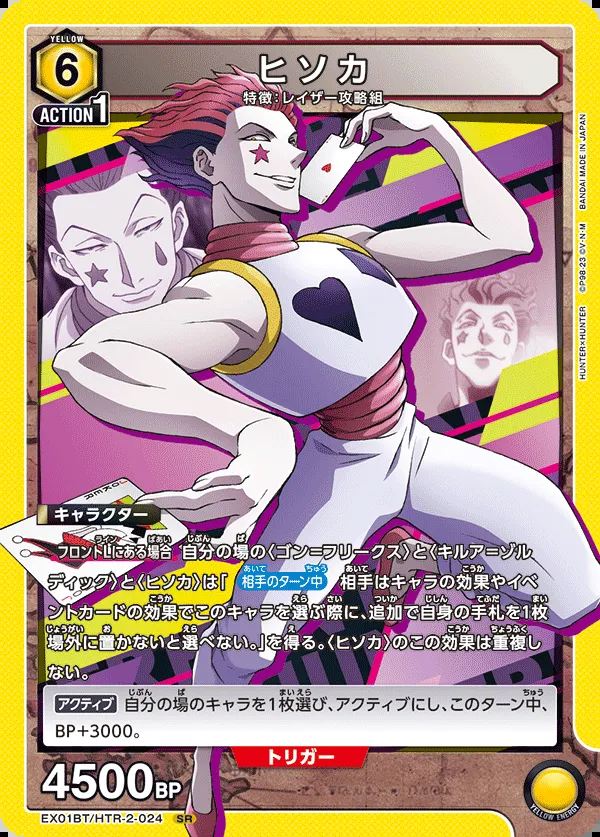 YELLOW
6
ACTION 1
ヒソカ
特徴:レイザー攻略組
HUNTER×HUNTER ©P98-23 ©V・N・M BANDAI MADE IN JAPAN
JOKER
キャラクター
フロントLにある場合 自分の場の〈ゴン=フリークス〉と〈キルア=ゾル
ディック〉と〈ヒソカ〉は「 相手のターン中 相手はキャラの効果やイベ
ントカードの効果でこのキャラを選ぶ際に、追加で自身の手札を1枚
場外に置かないと選べない。」を得る。〈ヒソカ〉のこの効果は重複し
ない。
アクティブ 自分の場のキャラを1枚選び、アクティブにし、このターン中、
BP+3000。
トリガー
4500BP
EX01BT/HTR-2-024 SR
YELLOW ENERGY